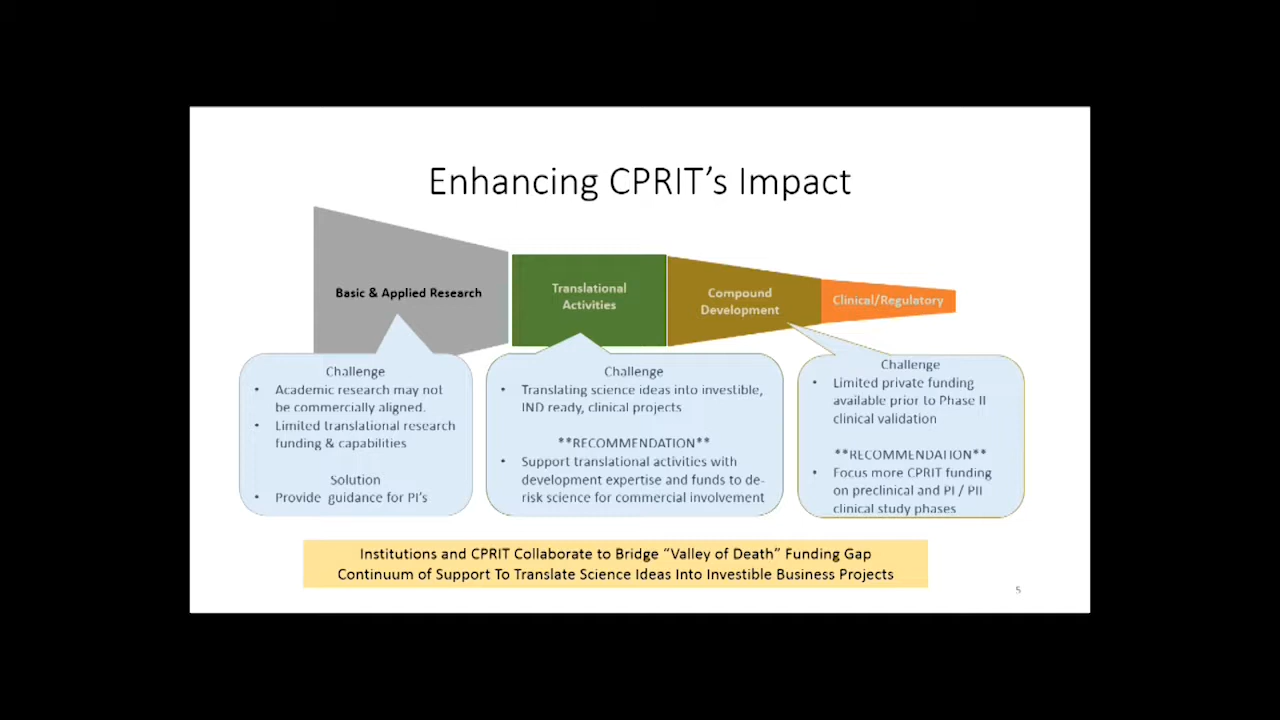 Enhancing CPRIT’s Impact
Basic & Applied Research
Translational
Activities
Compound
Development
Clinical/Regulatory
Challenge
• Academic research may not
be commercially aligned.
• Limited translational research
funding & capabilities
Solution
• Provide guidance for PI’s
Challenge
• Translating science ideas into investible,
IND ready, clinical projects
**RECOMMENDATION**
• Support translational activities with
development expertise and funds to de-
risk science for commercial involvement
Challenge
• Limited private funding
available prior to Phase II
clinical validation
**RECOMMENDATION**
• Focus more CPRIT funding
on preclinical and PI / PII
clinical study phases
Institutions and CPRIT Collaborate to Bridge “Valley of Death” Funding Gap
Continuum of Support To Translate Science Ideas Into Investible Business Projects
5